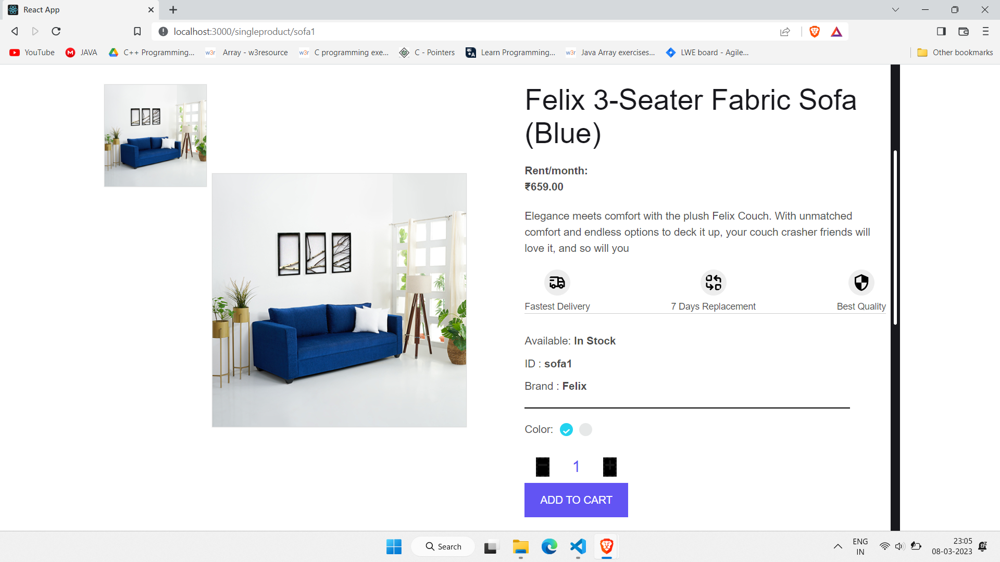 React App
localhost:3000/singleproduct/sofa1
YouTube
JAVA
C++ Programming...
w3r Array - w3resource
w3r C programming exe...
C - Pointers
Learn Programming...
w3r Java Array exercises...
LWE board - Agile...
Other bookmarks
Felix 3-Seater Fabric Sofa
(Blue)
Rent/month:
₹659.00
Elegance meets comfort with the plush Felix Couch. With unmatched
comfort and endless options to deck it up, your couch crasher friends will
love it, and so will you
Fastest Delivery
7 Days Replacement
Best Quality
Available: In Stock
ID : sofa1
Brand : Felix
Color:
- 1 +
ADD TO CART
Search
ENG
IN
23:05
08-03-2023